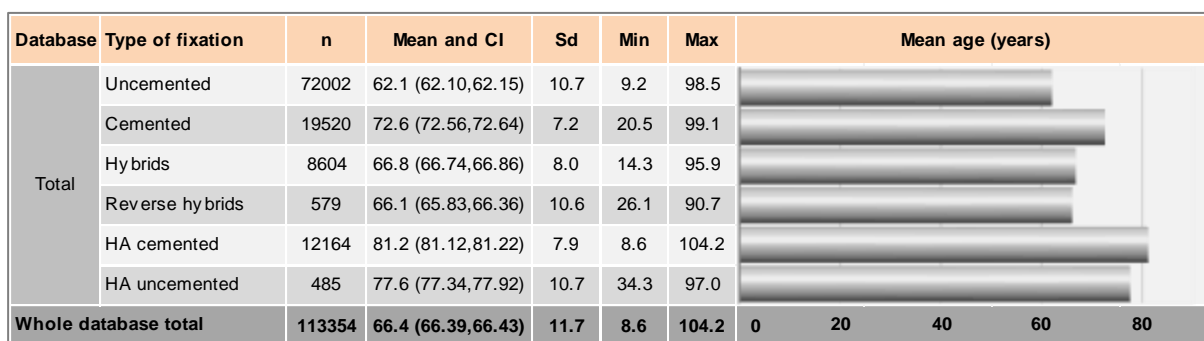 Database Type of fixation n Mean and CI Sd Min Max Mean age (years)
Total
Uncemented 72002 62.1 (62.10,62.15) 10.7 9.2 98.5
Cemented 19520 72.6 (72.56,72.64) 7.2 20.5 99.1
Hybrids 8604 66.8 (66.74,66.86) 8.0 14.3 95.9
Reverse hybrids 579 66.1 (65.83,66.36) 10.6 26.1 90.7
HA cemented 12164 81.2 (81.12,81.22) 7.9 8.6 104.2
HA uncemented 485 77.6 (77.34,77.92) 10.7 34.3 97.0
Whole database total 113354 66.4 (66.39,66.43) 11.7 8.6 104.2 0 20 40 60 80